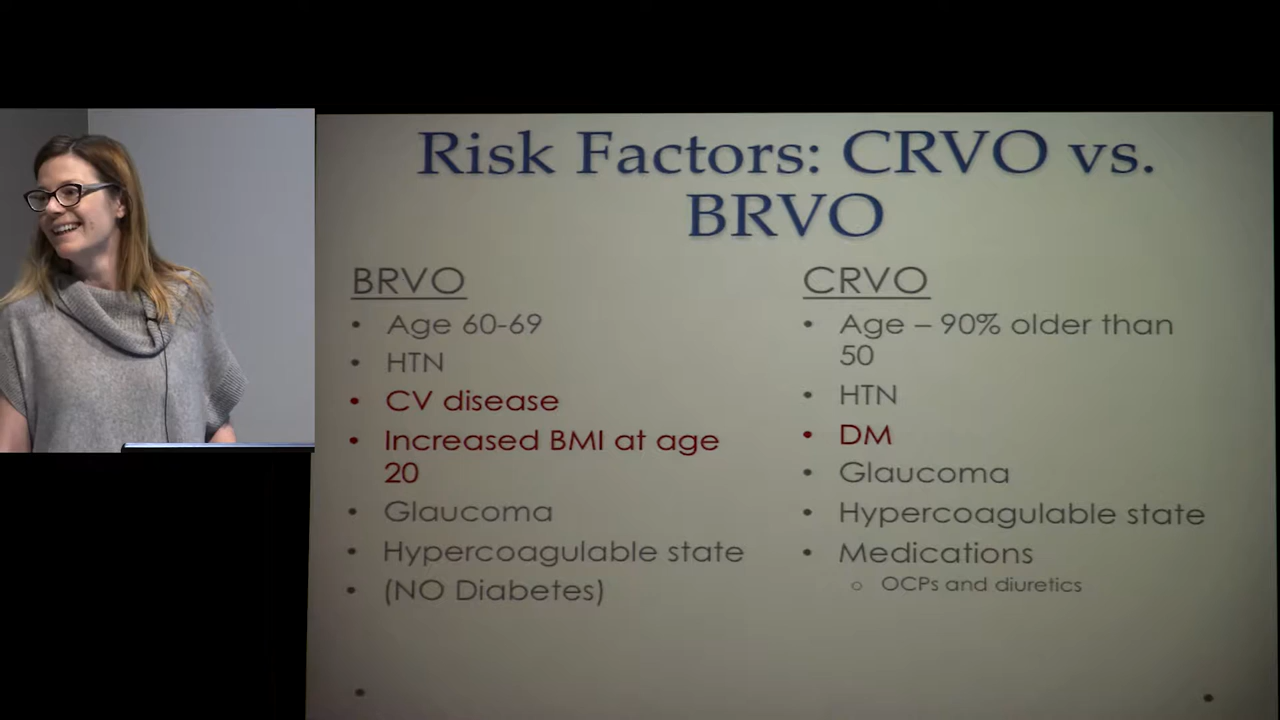 Risk Factors: CRVO vs.
BRVO
BRVO
• Age 60-69
• HTN
• CV disease
• Increased BMI at age
20
• Glaucoma
• Hypercoagulable state
• (NO Diabetes)
CRVO
• Age – 90% older than
50
• HTN
• DM
• Glaucoma
• Hypercoagulable state
• Medications
○ OCPs and diuretics